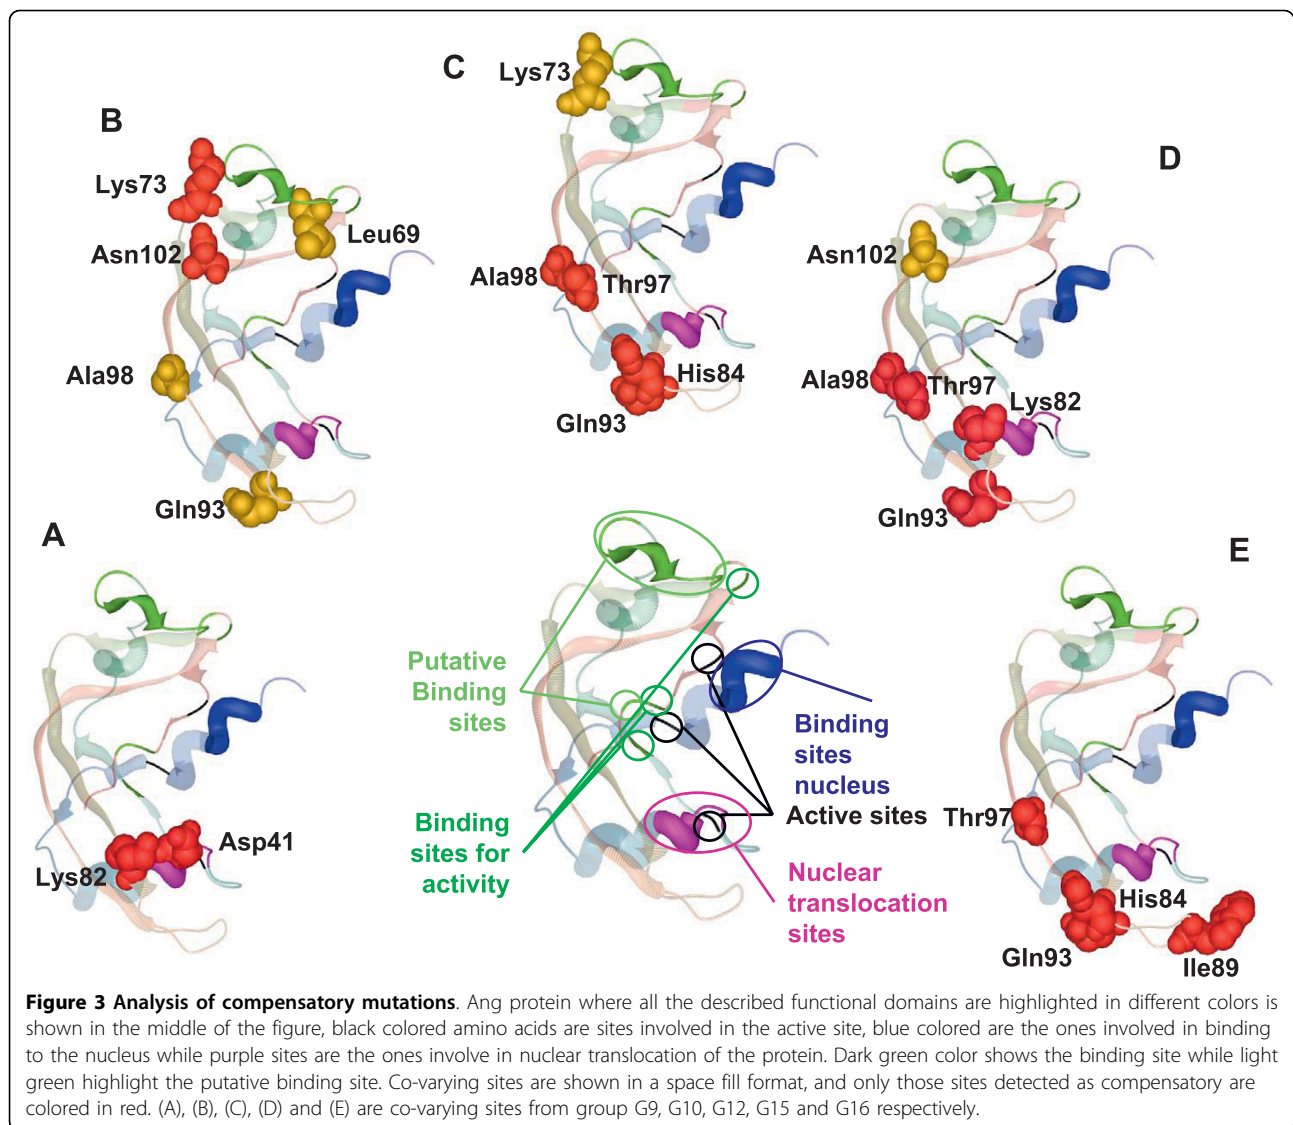 C
Lys73
Ala98
Thr97
His84
Gln93
B
Lys73
Asn102
Leu69
Ala98
Gln93
D
Asn102
Ala98
Thr97
Lys82
Gln93
A
Asp41
Lys82
Putative
Binding
sites
Binding
sites for
activity
Binding
sites
nucleus
Active sites
Nuclear
translocation
sites
E
Thr97
His84
Gln93
Ile89
Figure 3 Analysis of compensatory mutations. Ang protein where all the described functional domains are highlighted in different colors is
shown in the middle of the figure, black colored amino acids are sites involved in the active site, blue colored are the ones involved in binding
to the nucleus while purple sites are the ones involve in nuclear translocation of the protein. Dark green color shows the binding site while light
green highlight the putative binding site. Co-varying sites are shown in a space fill format, and only those sites detected as compensatory are
colored in red. (A), (B), (C), (D) and (E) are co-varying sites from group G9, G10, G12, G15 and G16 respectively.